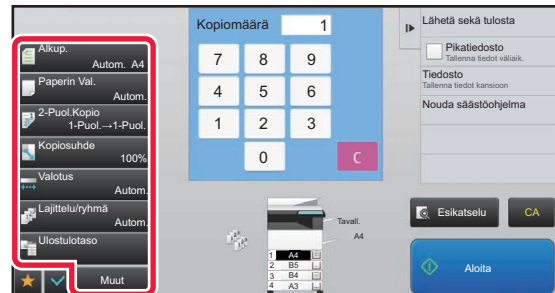 Alkup.
Autom. A4
Paperin Val.
Autom.
2-Puol.Kopio
1-Puol.→1-Puol.
Kopiosuhde
100%
Valotus
Autom.
Lajittelu/ryhmä
Autom.
Ulostulotaso
Muut
Kopiomäärä 1
7 8 9
4 5 6
1 2 3
0 C
Tavall.
A4
1 A4
2 B5
3 B4
4 A3
Lähetä sekä tulosta
Pikatiedosto
Tallenna tiedot väliaik.
Tiedosto
Tallenna tiedot kansioon
Nouda säästöohjelma
Esikatselu
CA
Aloita